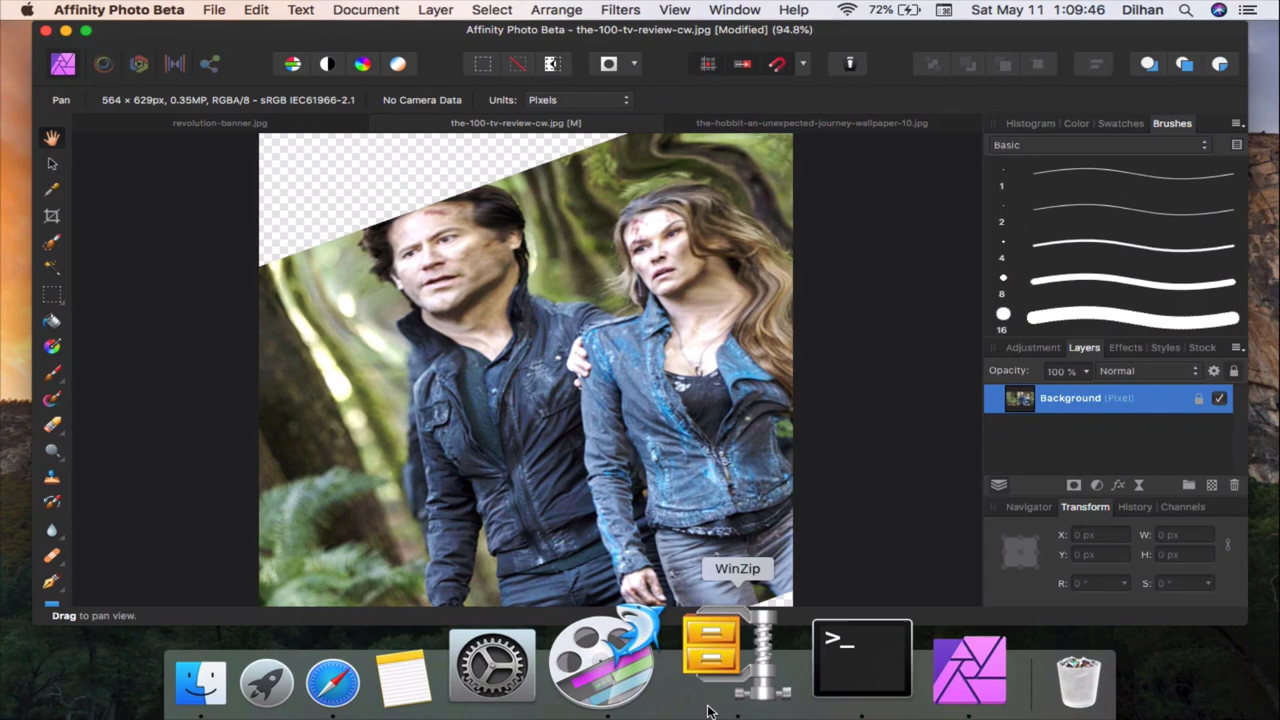 Affinity Photo Beta File Edit Text Document Layer Select Arrange Filters View Window Help 72% Sat May 11 1:09:46 Dilhan
Affinity Photo Beta - the-100-tv-review-cw.jpg [Modified] (94.8%)
Pan 564 × 629px, 0.35MP, RGBA/8 - sRGB IEC61966-2.1 No Camera Data Units: Pixels
revolution-banner.jpg the-100-tv-review-cw.jpg [M] the-hobbit-an-unexpected-journey-wallpaper-10.jpg
Histogram Color Swatches Brushes
Basic
1
2
4
8
16
Adjustment Layers Effects Styles Stock
Opacity: 100 % Normal
Background (Pixel)
fx
Navigator Transform History Channels
X: 0 px W: 0 px
Y: 0 px H: 0 px
R: 0 ° S: 0 °
WinZip
Drag to pan view.
>_